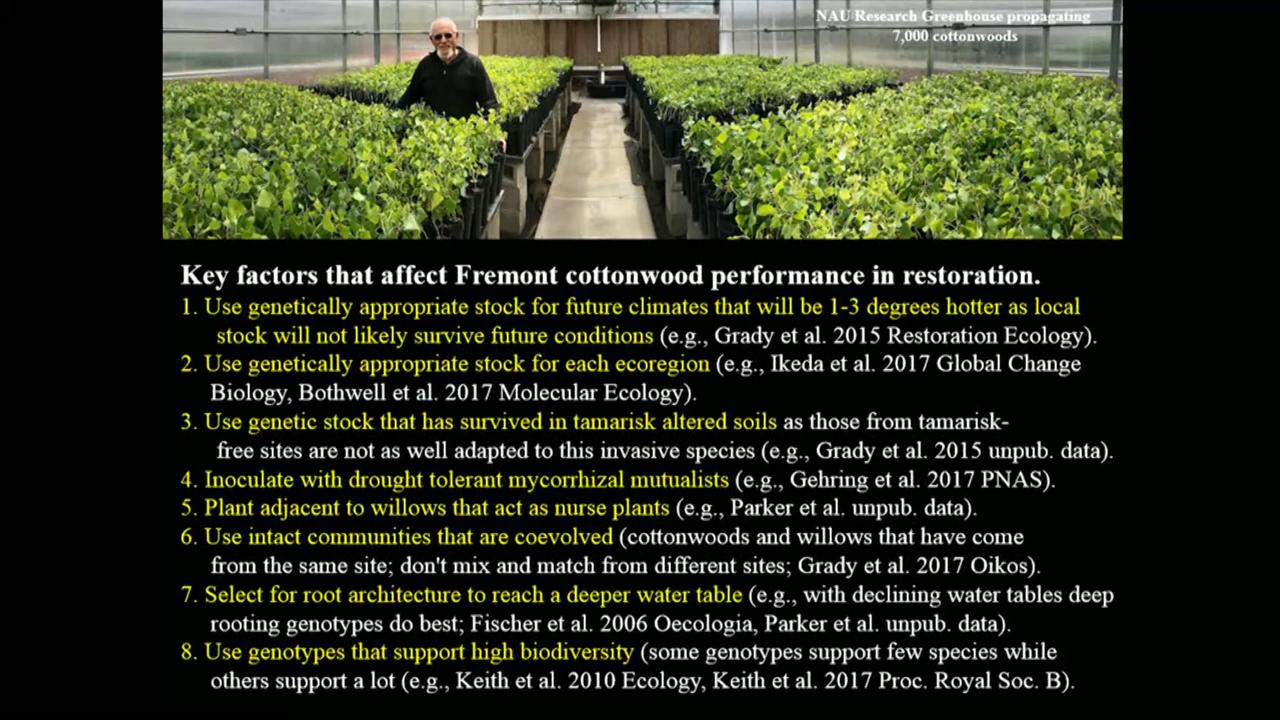 NAU Research Greenhouse propagating
7,000 cottonwoods
Key factors that affect Fremont cottonwood performance in restoration.
1. Use genetically appropriate stock for future climates that will be 1-3 degrees hotter as local
stock will not likely survive future conditions (e.g., Grady et al. 2015 Restoration Ecology).
2. Use genetically appropriate stock for each ecoregion (e.g., Ikeda et al. 2017 Global Change
Biology, Bothwell et al. 2017 Molecular Ecology).
3. Use genetic stock that has survived in tamarisk altered soils as those from tamarisk-
free sites are not as well adapted to this invasive species (e.g., Grady et al. 2015 unpub. data).
4. Inoculate with drought tolerant mycorrhizal mutualists (e.g., Gehring et al. 2017 PNAS).
5. Plant adjacent to willows that act as nurse plants (e.g., Parker et al. unpub. data).
6. Use intact communities that are coevolved (cottonwoods and willows that have come
from the same site; don't mix and match from different sites; Grady et al. 2017 Oikos).
7. Select for root architecture to reach a deeper water table (e.g., with declining water tables deep
rooting genotypes do best; Fischer et al. 2006 Oecologia, Parker et al. unpub. data).
8. Use genotypes that support high biodiversity (some genotypes support few species while
others support a lot (e.g., Keith et al. 2010 Ecology, Keith et al. 2017 Proc. Royal Soc. B).